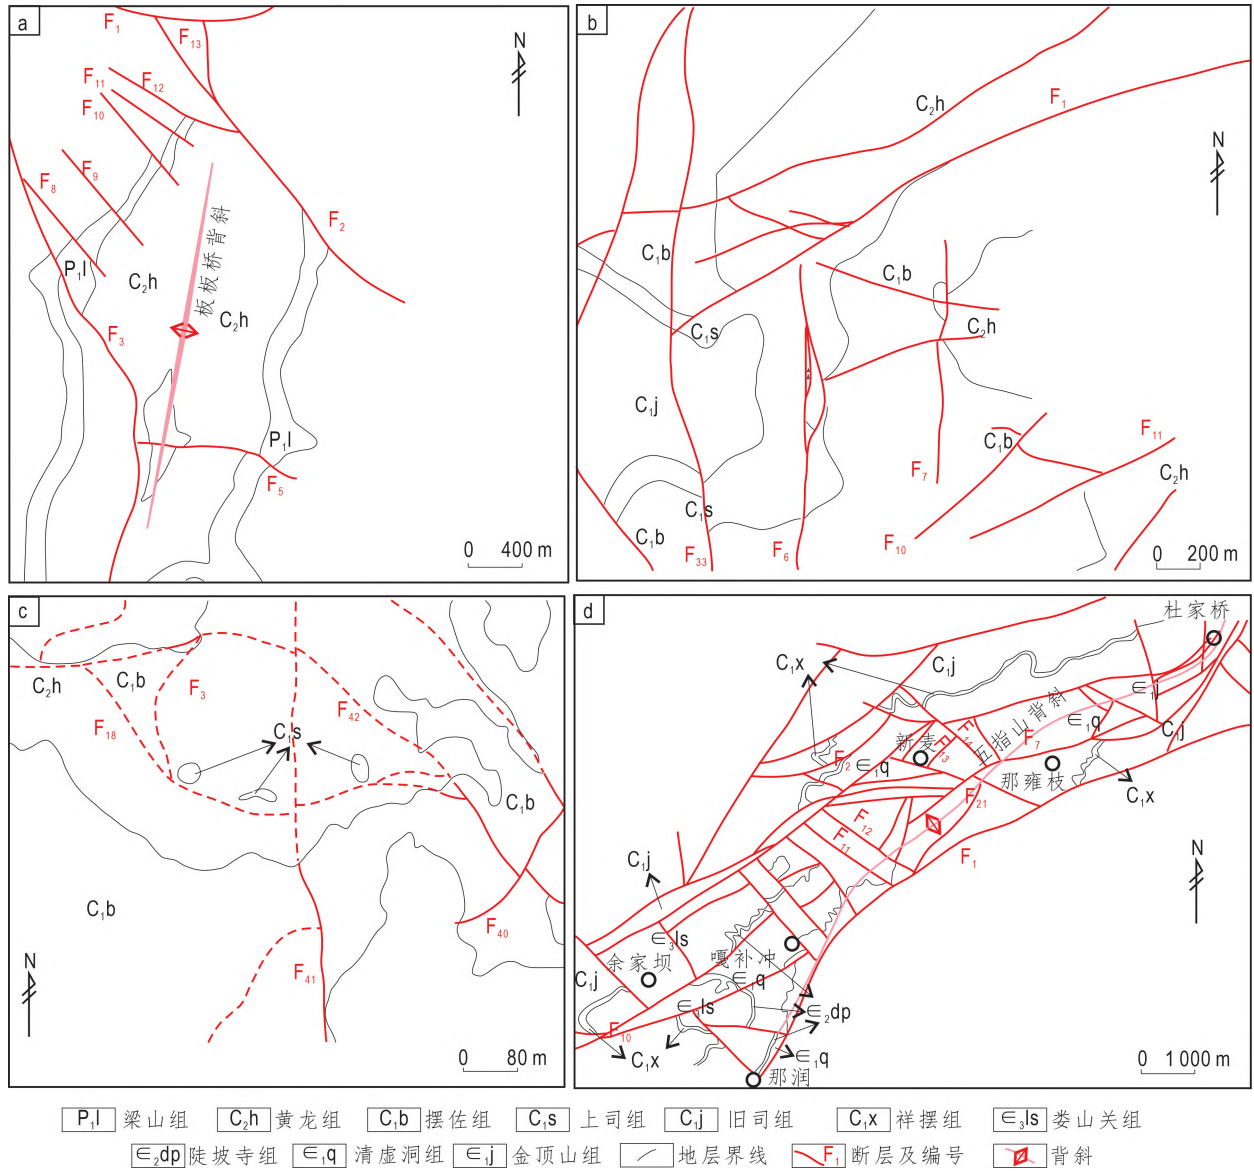 a
F1
F13
N
F11
F12
F10
F9
F8
F2
板板桥背斜
P1l
C2h
C2h
F3
P1l
F5
0 400 m
b
C2h
F1
N
C1b
C1b
C1s
C2h
C1j
C1b
F11
F7
C2h
C1s
C1b
F33
F6
F10
0 200 m
c
C2h
C1b
F3
F18
C1s
F42
C1b
C1b
F40
F41
N
0 80 m
d
杜家桥
C1x
C1j
∈1j
∈1q
C1j
五指山背斜
F14
F13
F7
新麦
F2
∈1q
那雍枝
C1x
F21
F12
F11
F1
C1j
N
∈3ls
余家坝
嘎补冲
C1j
∈1q
∈3ls
∈2dp
F10
C1x
∈1q
那润
0 1 000 m
P1l 梁山组 C2h 黄龙组 C1b 摆佐组 C1s 上司组 C1j 旧司组 C1x 祥摆组 ∈3ls 娄山关组
∈2dp 陡坡寺组 ∈1q 清虚洞组 ∈1j 金顶山组 地层界线 F1 断层及编号 背斜